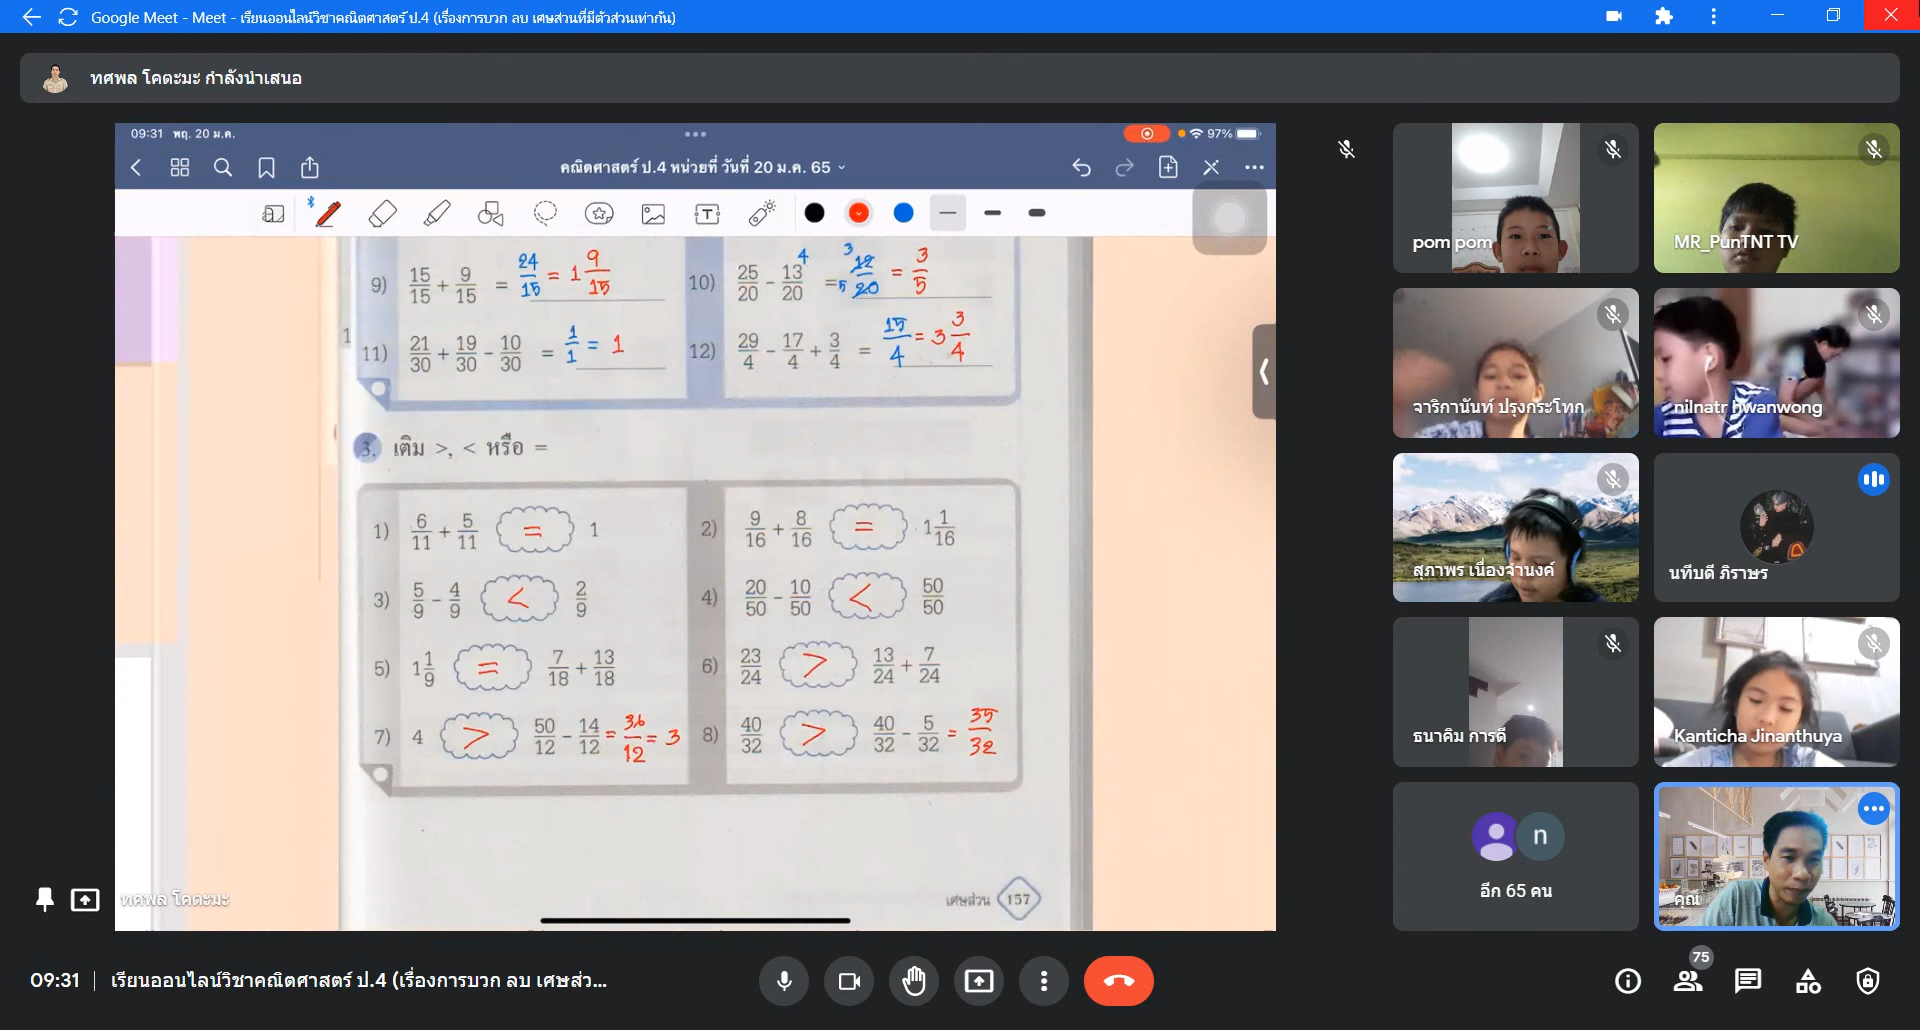 Google Meet - Meet - เรียนออนไลน์วิชาคณิตศาสตร์ ป.4 (เรื่องการบวก ลบ เศษส่วนที่มีตัวส่วนเท่ากัน)
ทศพล โคตะมะ กำลังนำเสนอ
09:31 พฤ. 20 ม.ค.
97%
คณิตศาสตร์ ป.4 หน่วยที่ วันที่ 20 ม.ค. 65
9) 15/15 + 9/15 = 24/15 = 1 9/15
10) 25/20 - 13/20 = 12/20 3 5 4 = 3/5
1
11) 21/30 + 19/30 - 10/30 = 1/1 = 1
12) 29/4 - 17/4 + 3/4 = 15/4 = 3 3/4
3. เติม >, < หรือ =
1) 6/11 + 5/11 = 1
2) 9/16 + 8/16 = 1 1/16
3) 5/9 - 4/9 < 2/9
4) 20/50 - 10/50 < 50/50
5) 1 1/9 = 7/18 + 13/18
6) 23/24 > 13/24 + 7/24
7) 4 > 50/12 - 14/12 = 36/12 = 3
8) 40/32 > 40/32 - 5/32 = 35/32
เศษส่วน 157
ทศพล โคตะมะ
pom pom
MR_PunTNT TV
จาริกานันท์ ปรุงกระโทก
nilnatr hwanwong
สุภาพร เนื่องจำนงค์
นทีบดี ภิราษร
ธนาคิม การดี
Kanticha Jinanthuya
n
อีก 65 คน
คุณ
09:31 | เรียนออนไลน์วิชาคณิตศาสตร์ ป.4 (เรื่องการบวก ลบ เศษส่ว...
75